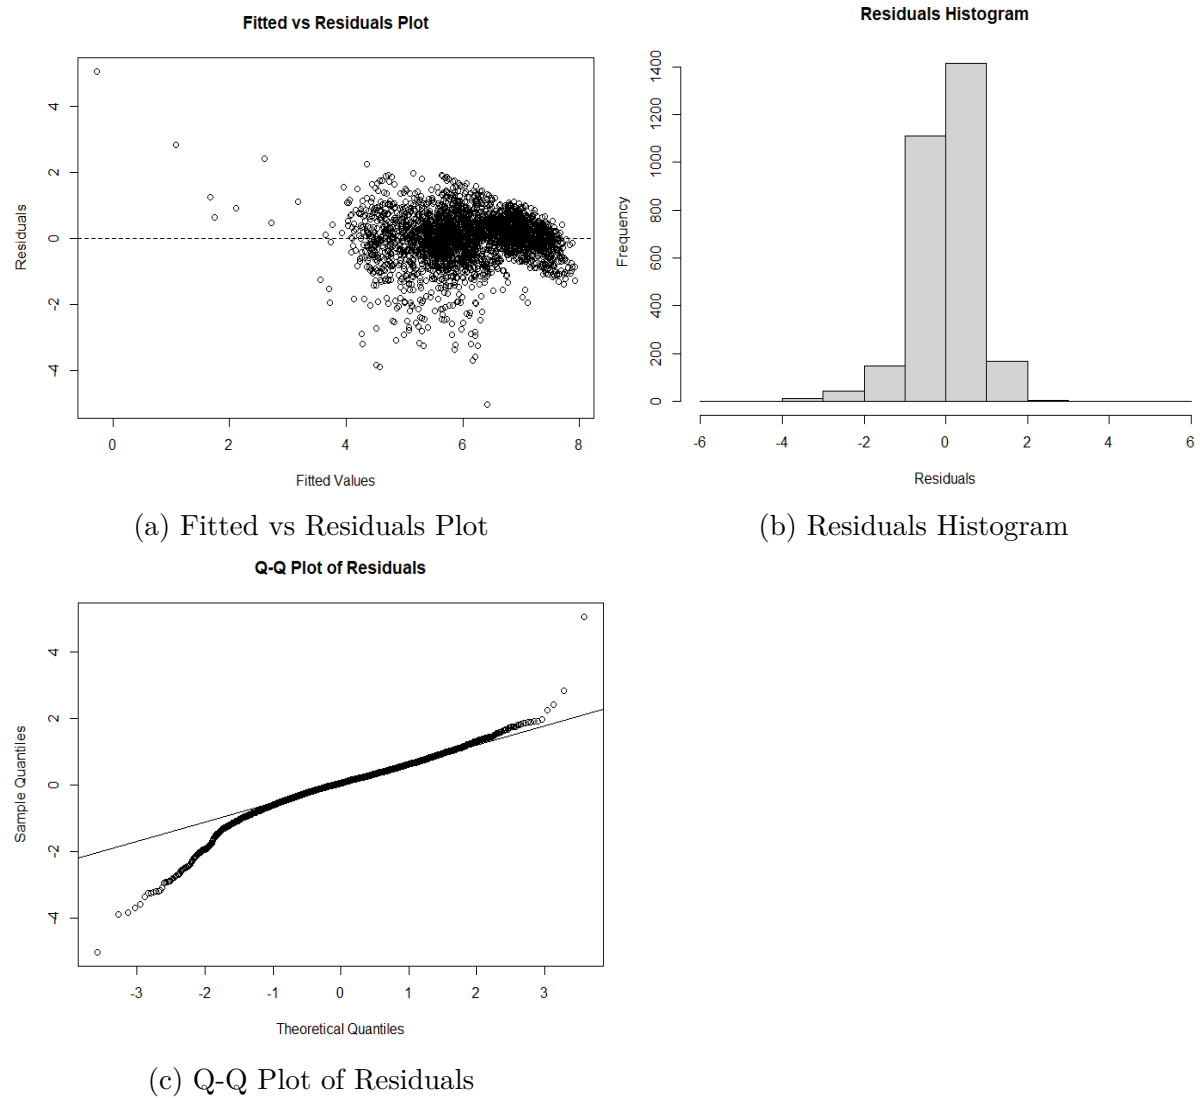 Fitted vs Residuals Plot
Residuals
4
2
0
-2
-4
0 2 4 6 8
Fitted Values
(a) Fitted vs Residuals Plot
Residuals Histogram
Frequency
1400
1200
1000
800
600
400
200
0
-6 -4 -2 0 2 4 6
Residuals
(b) Residuals Histogram
Q-Q Plot of Residuals
Sample Quantiles
4
2
0
-2
-4
-3 -2 -1 0 1 2 3
Theoretical Quantiles
(c) Q-Q Plot of Residuals